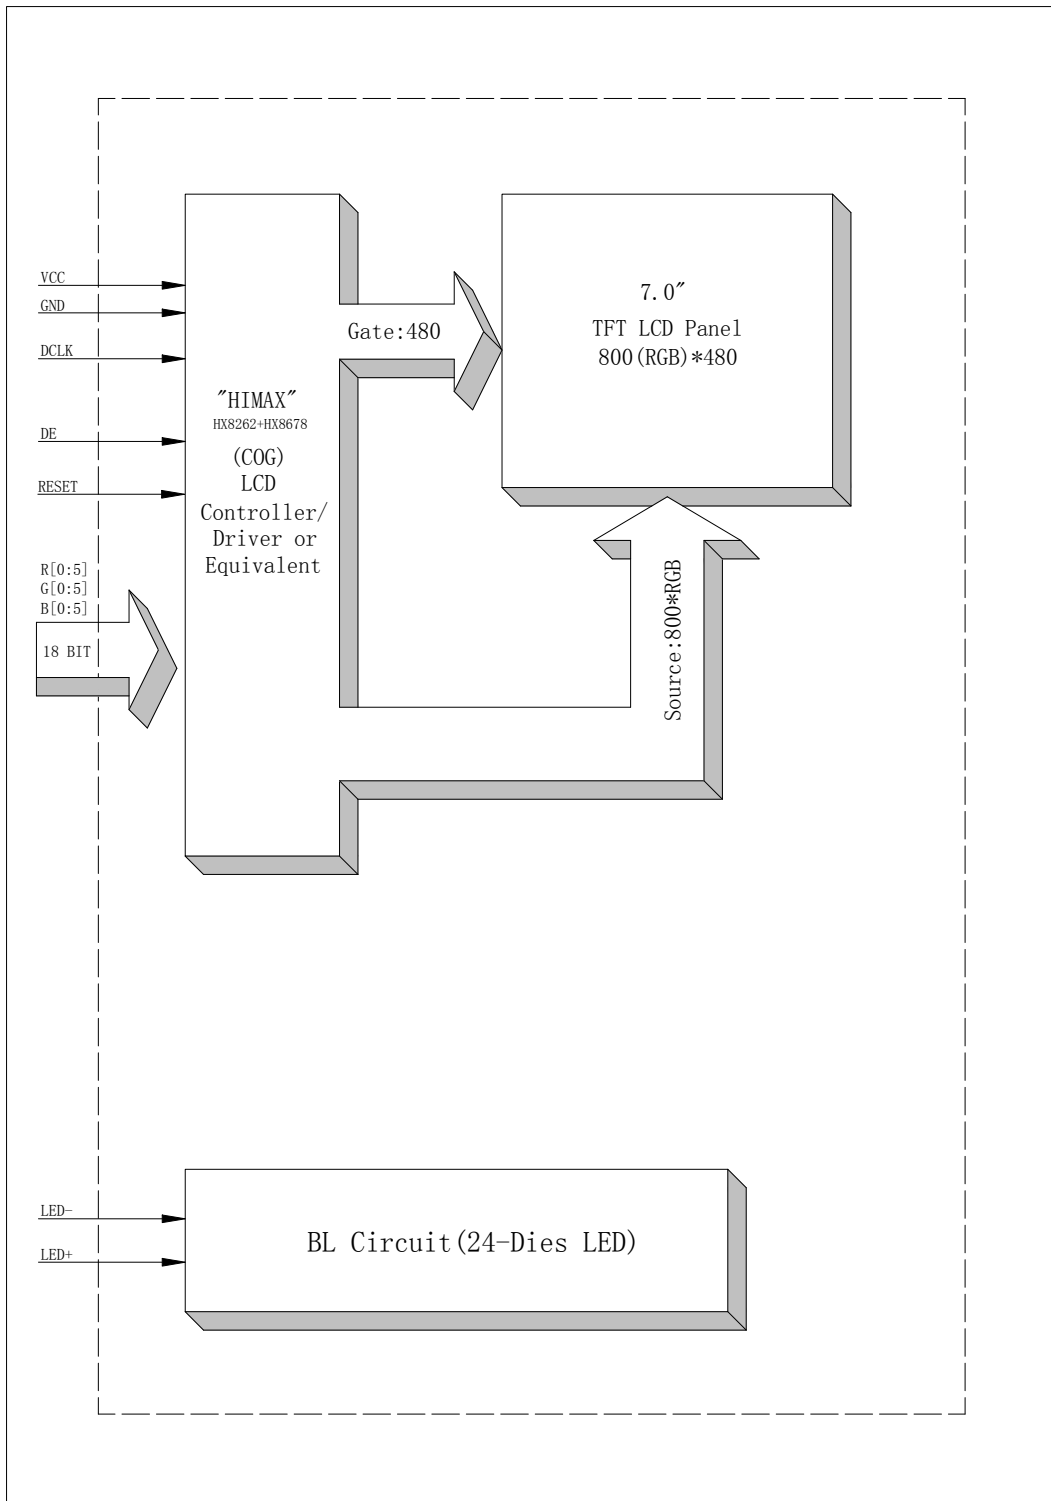 VCC
GND
DCLK
DE
RESET
R[0:5]
G[0:5]
B[0:5]
18 BIT
"HIMAX"
HX8262+HX8678
(COG)
LCD
Controller/
Driver or
Equivalent
Gate:480
7.0"
TFT LCD Panel
800(RGB)*480
Source:800*RGB
LED-
LED+
BL Circuit(24-Dies LED)